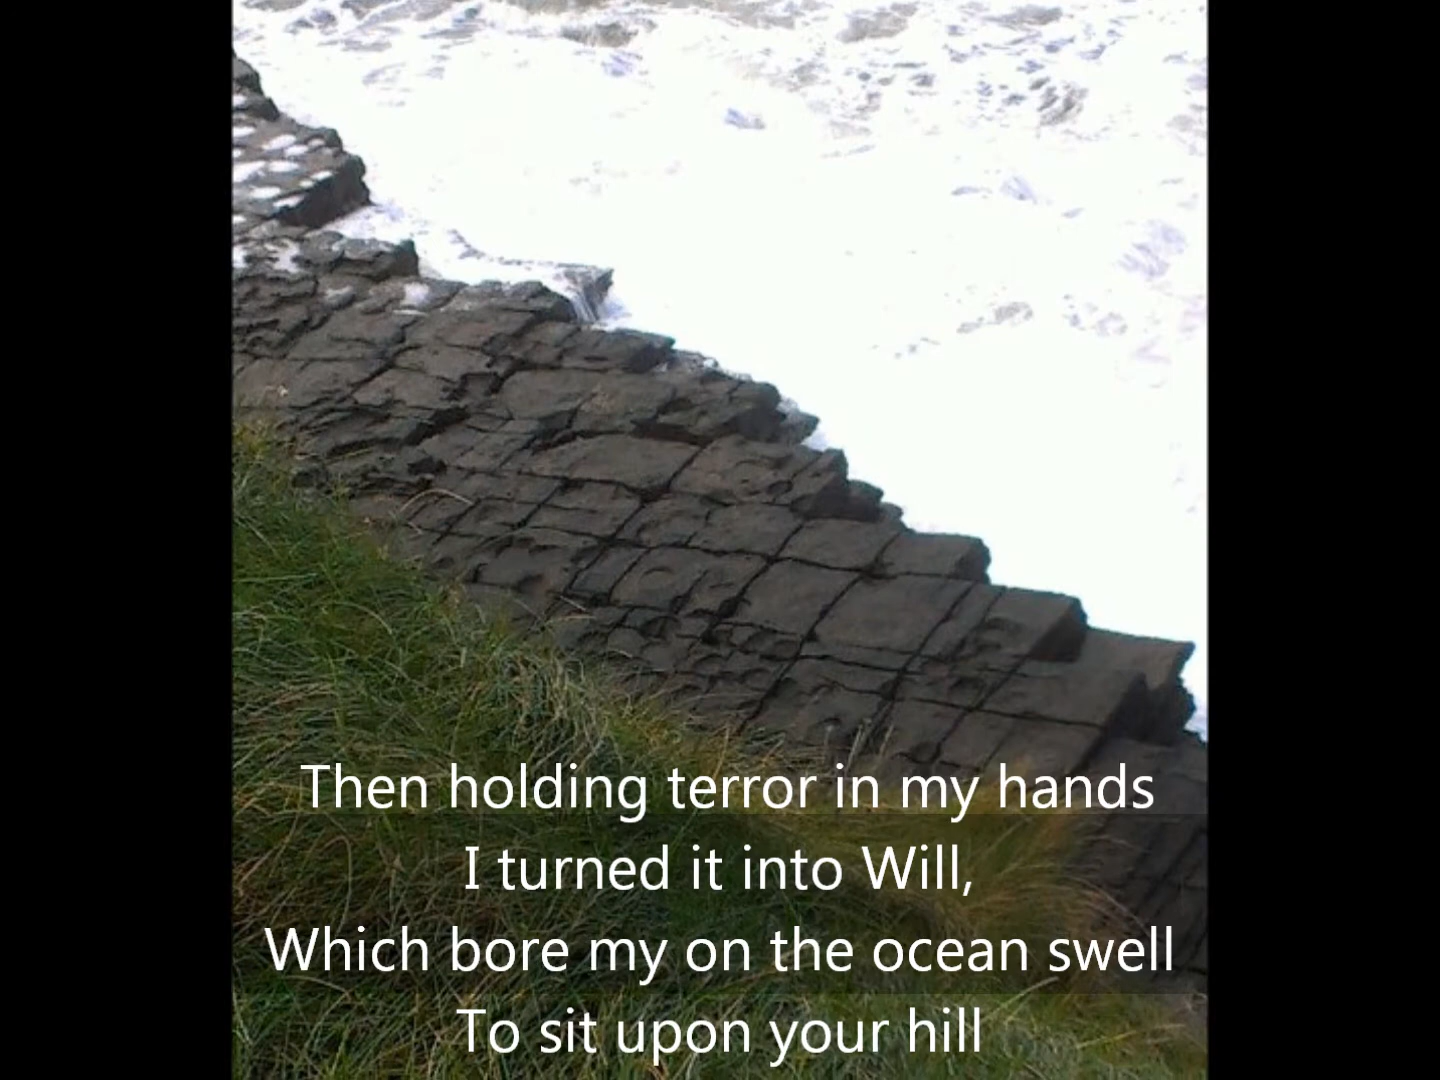 Then holding terror in my hands
I turned it into Will,
Which bore my on the ocean swell
To sit upon your hill